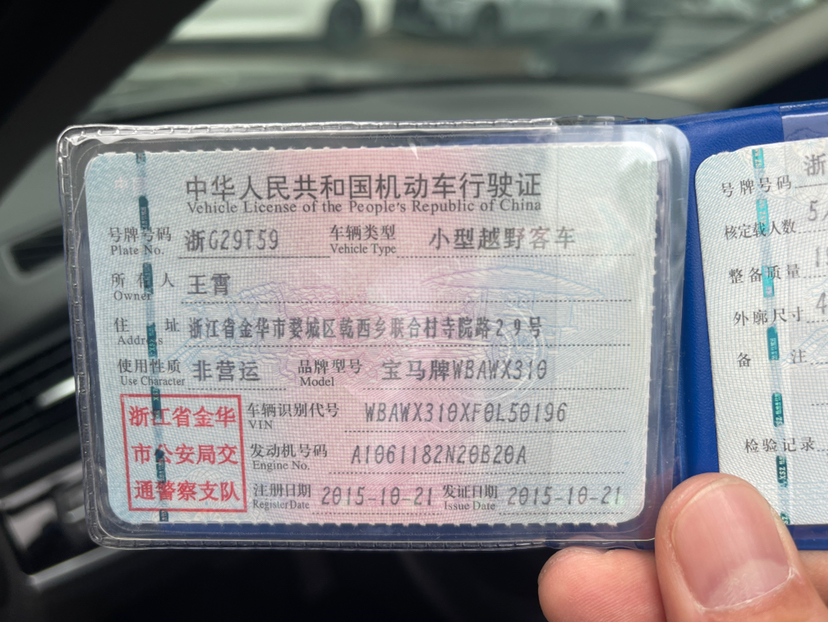 中华人民共和国机动车行驶证
Vehicle License of the People's Republic of China
号牌号码 浙G29T59 车辆类型 小型越野客车
Plate No. Vehicle Type
所有人 王霄
Owner
住址 浙江省金华市婺城区乾西乡联合村寺院路29号
Address
使用性质 非营运 品牌型号 宝马牌WBAWX310
Use Character Model
浙江省金华
市公安局交
通警察支队
车辆识别代号 WBAWX310XF0L50196
VIN
发动机号码 A1061182N20B20A
Engine No.
注册日期 2015-10-21 发证日期 2015-10-21
Register Date Issue Date
号牌号码 浙
核定载人数 5
整备质量 1
外廓尺寸 4
备注
检验记录